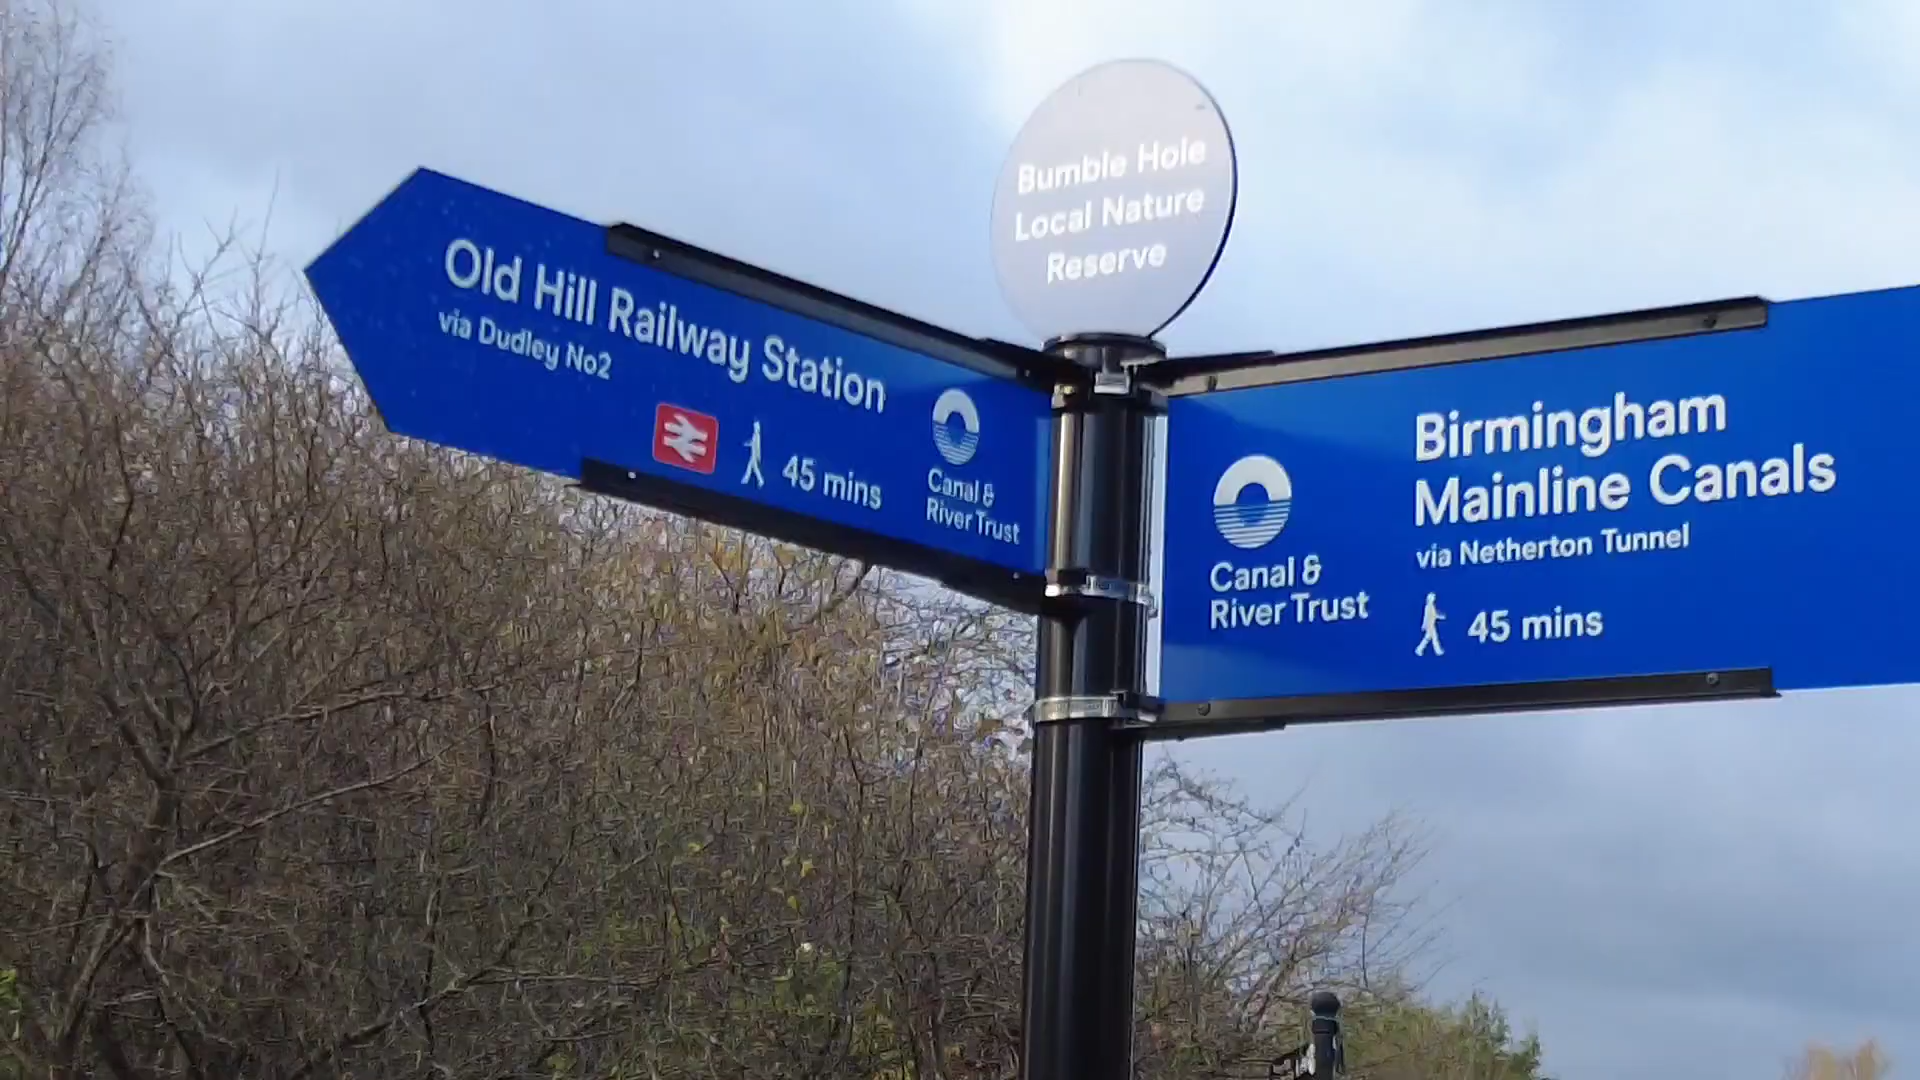 Bumble Hole
Local Nature
Reserve
Old Hill Railway Station
via Dudley No2
45 mins
Canal &
River Trust
Birmingham
Mainline Canals
via Netherton Tunnel
45 mins
Canal &
River Trust